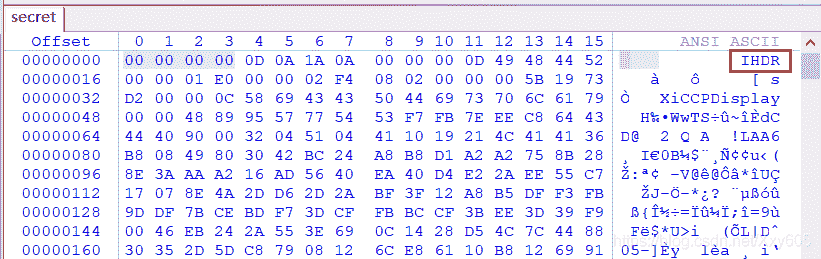 secret
Offset 0 1 2 3 4 5 6 7 8 9 10 11 12 13 14 15 ANSI ASCII
00000000 00 00 00 00 0D 0A 1A 0A 00 00 00 0D 49 48 44 52 IHDR
00000016 00 00 01 E0 00 00 02 F4 08 02 00 00 00 5B 19 73 à ô [ s
00000032 D2 00 00 0C 58 69 43 43 50 44 69 73 70 6C 61 79 Ò XiCCPDisplay
00000048 00 00 48 89 95 57 77 54 53 F7 FB 7E EE C8 64 43 H‰•WwTS÷û~îÈdC
00000064 44 40 90 00 32 04 51 04 41 10 19 21 4C 41 41 36 D@ 2 Q A !LAA6
00000080 B8 08 49 80 30 42 BC 24 A8 B8 D1 A2 A2 75 8B 28 ¸ I€0B¼$¨¸Ñ¢¢u‹(
00000096 8E 3A AA A2 16 AD 56 40 EA 40 D4 E2 2A EE 55 C7 Ž:ª¢ -V@ê@Ôâ*îUÇ
00000112 17 07 8E 4A 2D D6 2D 2A BF 3F 12 A8 B5 DF F3 FB ŽJ-Ö-*¿? ¨µßóû
00000128 9D DF 7B CE BD F7 3D CF FB BC CF 3B EE 3D 39 F9 ß{Î½÷=Ïû¼Ï;î=9ù
00000144 00 46 EB 24 2A 55 3E 69 0C 14 28 D5 4C 7C 44 88 Fë$*U>i (ÕL|Dˆ
00000160 30 35 2D 5D C8 79 08 12 6C E8 61 10 B8 12 69 91 05-]Èy lèa ¸ i‘